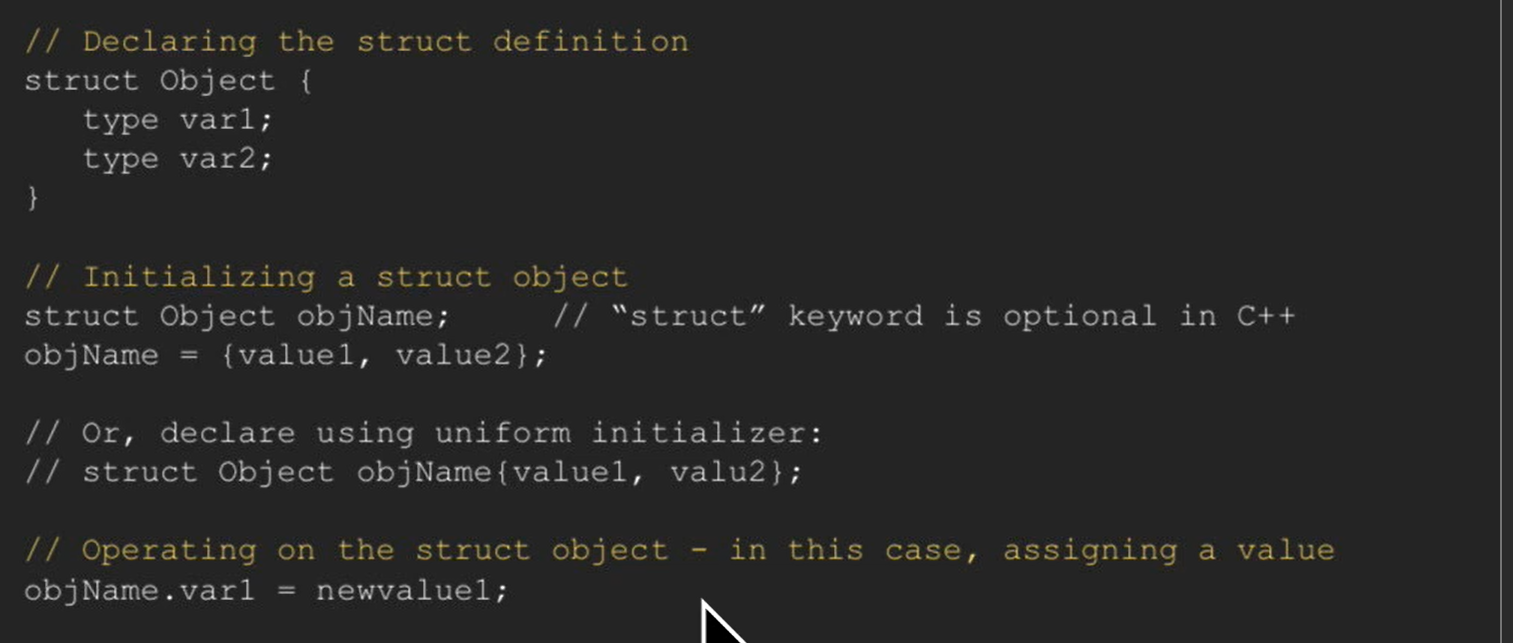 // Declaring the struct definition
struct Object {
   type var1;
   type var2;
}
// Initializing a struct object
struct Object objName;     // “struct” keyword is optional in C++
objName = {value1, value2};
// Or, declare using uniform initializer:
// struct Object objName{value1, valu2};
// Operating on the struct object – in this case, assigning a value
objName.var1 = newvalue1;